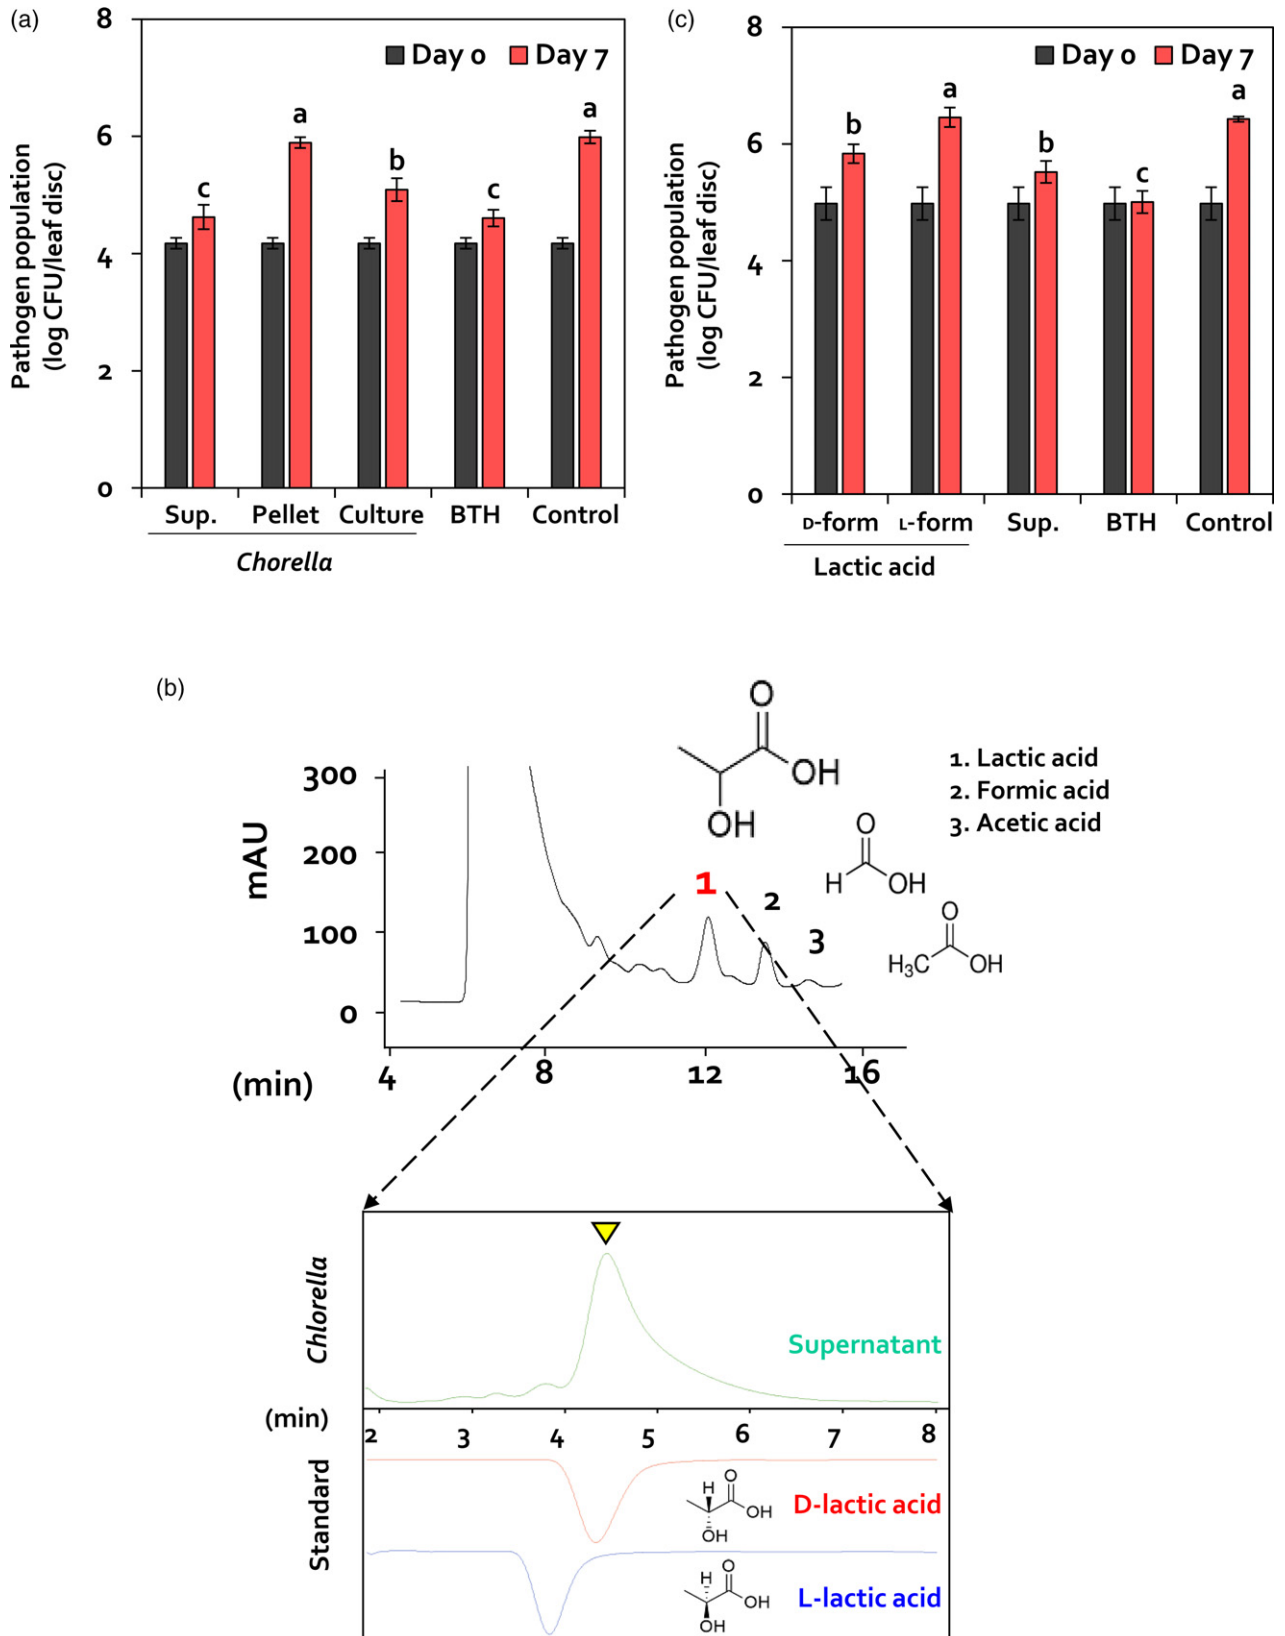 (a)
8
6
4
2
0
Pathogen population
(log CFU/leaf disc)
Day 0 Day 7
c
a
b
c
a
Sup. Pellet Culture BTH Control
Chorella
(c)
8
6
4
2
0
Pathogen population
(log CFU/leaf disc)
Day 0 Day 7
b
a
b
c
a
D-form L-form Sup. BTH Control
Lactic acid
(b)
300
200
100
0
mAU
O
OH
OH
1. Lactic acid
2. Formic acid
3. Acetic acid
O
H OH
O
H₃C OH
1
2
3
4 8 12 16
(min)
Chlorella
Supernatant
(min)
2 3 4 5 6 7 8
Standard
H O
OH
OH
D-lactic acid
H O
OH
OH
L-lactic acid